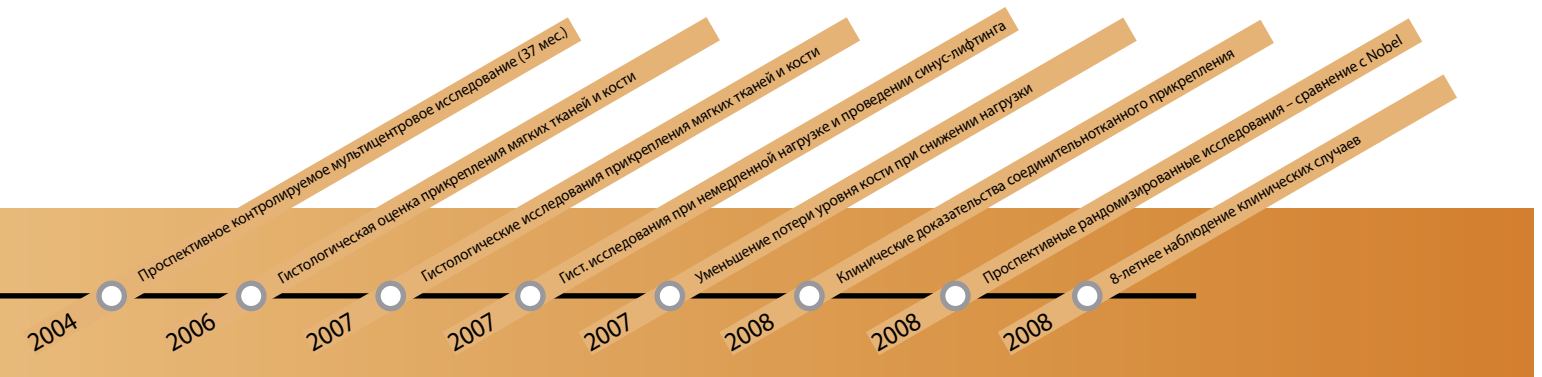 2004
Проспективное контролируемое мультицентровое исследование (37 мес.)
2006
Гистологическая оценка прикрепления мягких тканей и кости
2007
Гистологические исследования прикрепления мягких тканей и кости
2007
Гист. исследования при немедленной нагрузке и проведении синус-лифтинга
2007
Уменьшение потери уровня кости при снижении нагрузки
2008
Клинические доказательства соединительнотканного прикрепления
2008
Проспективные рандомизированные исследования – сравнение с Nobel
2008
8-летнее наблюдение клинических случаев